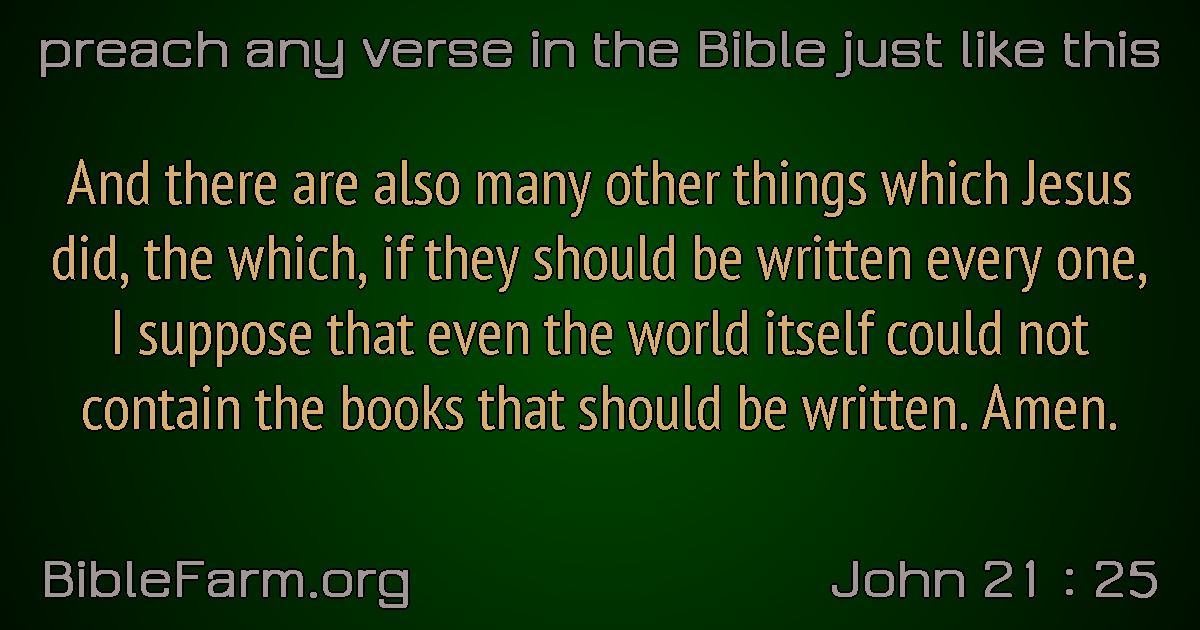 preach any verse in the Bible just like this
And there are also many other things which Jesus
did, the which, if they should be written every one,
I suppose that even the world itself could not
contain the books that should be written. Amen.
BibleFarm.org
John 21 : 25